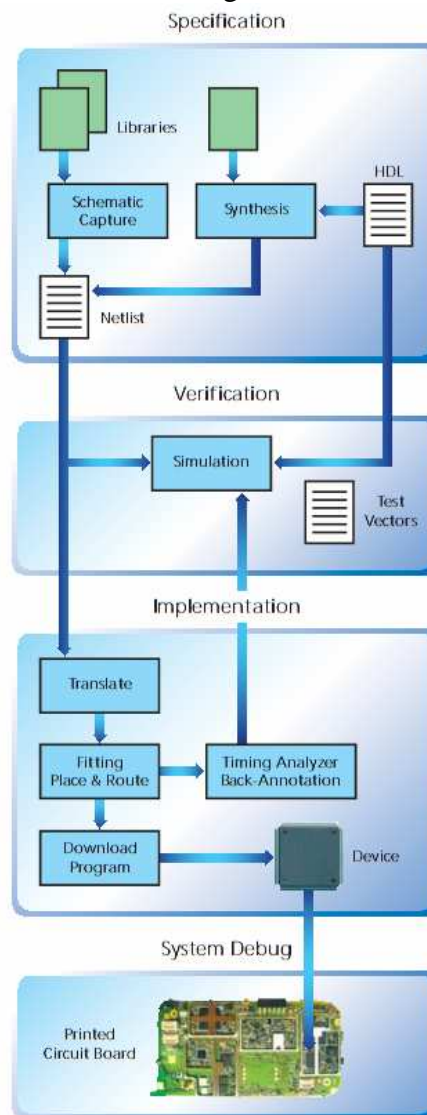 Specification
Libraries
HDL
Schematic
Capture
Synthesis
Netlist
Verification
Simulation
Test
Vectors
Implementation
Translate
Fitting
Place & Route
Timing Analyzer
Back-Annotation
Download
Program
Device
System Debug
Printed
Circuit Board